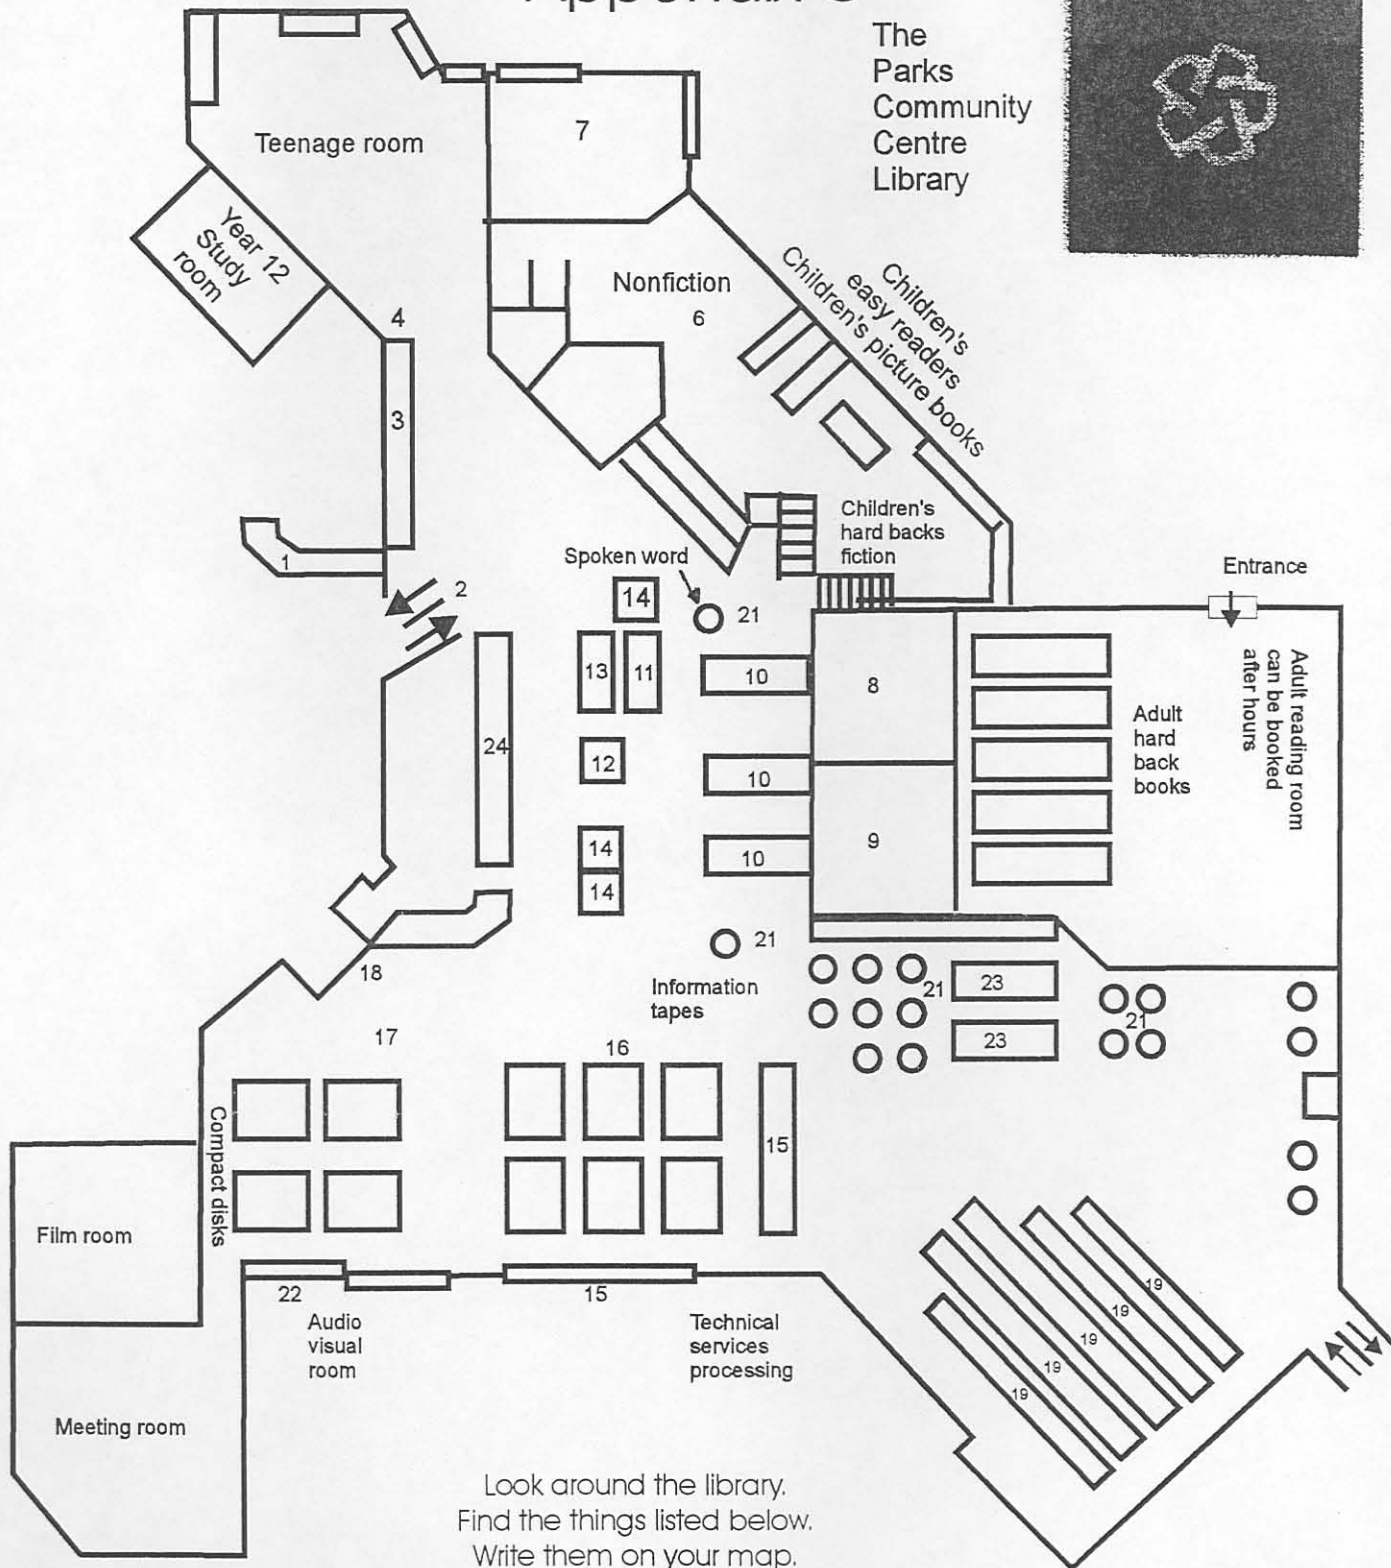 The
Parks
Community
Centre
Library
Teenage room
7
Year 12
Study
room
Nonfiction
6
Children's
easy readers
Children's picture books
4
3
Children's
hard backs
fiction
1
2
Spoken word
14
21
Entrance
13
11
10
8
Adult reading room
can be booked
after hours
Adult
hard
back
books
24
12
10
14
10
9
14
21
18
Information
tapes
21
23
21
17
16
23
Compact disks
15
Film room
22
15
19
19
19
19
19
Audio
visual
room
Technical
services
processing
Meeting room
Look around the library.
Find the things listed below.
Write them on your map.